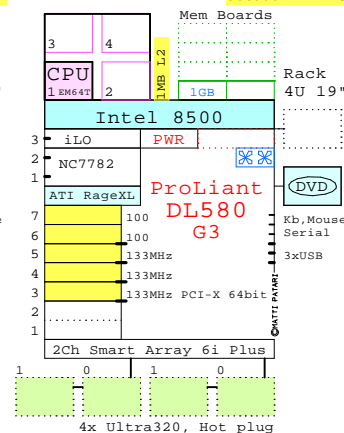 Mem Boards
3 4
CPU
1 EM64T 2
1MB L2
1GB
Rack
4U 19"
Intel 8500
3 iLO PWR
2 NC7782
1
ATI RageXL
ProLiant
DL580
G3
DVD
Kb,Mouse
Serial
3xUSB
7 100
6 100
5 133MHz
4 133MHz
3 133MHz PCI-X 64bit
2
1
©MATTI PATARI
2Ch Smart Array 6i Plus
1 0 1 0
4x Ultra320, Hot plug